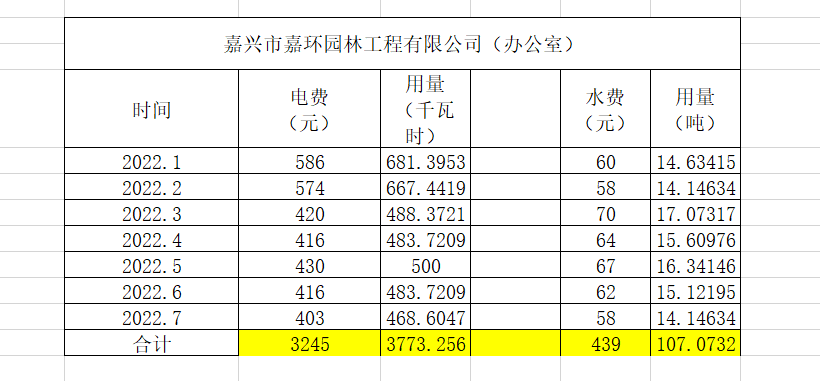 嘉兴市嘉环园林工程有限公司（办公室）
时间 电费（元） 用量（千瓦时） 水费（元） 用量（吨）
2022.1 586 681.3953 60 14.63415
2022.2 574 667.4419 58 14.14634
2022.3 420 488.3721 70 17.07317
2022.4 416 483.7209 64 15.60976
2022.5 430 500 67 16.34146
2022.6 416 483.7209 62 15.12195
2022.7 403 468.6047 58 14.14634
合计 3245 3773.256 439 107.0732